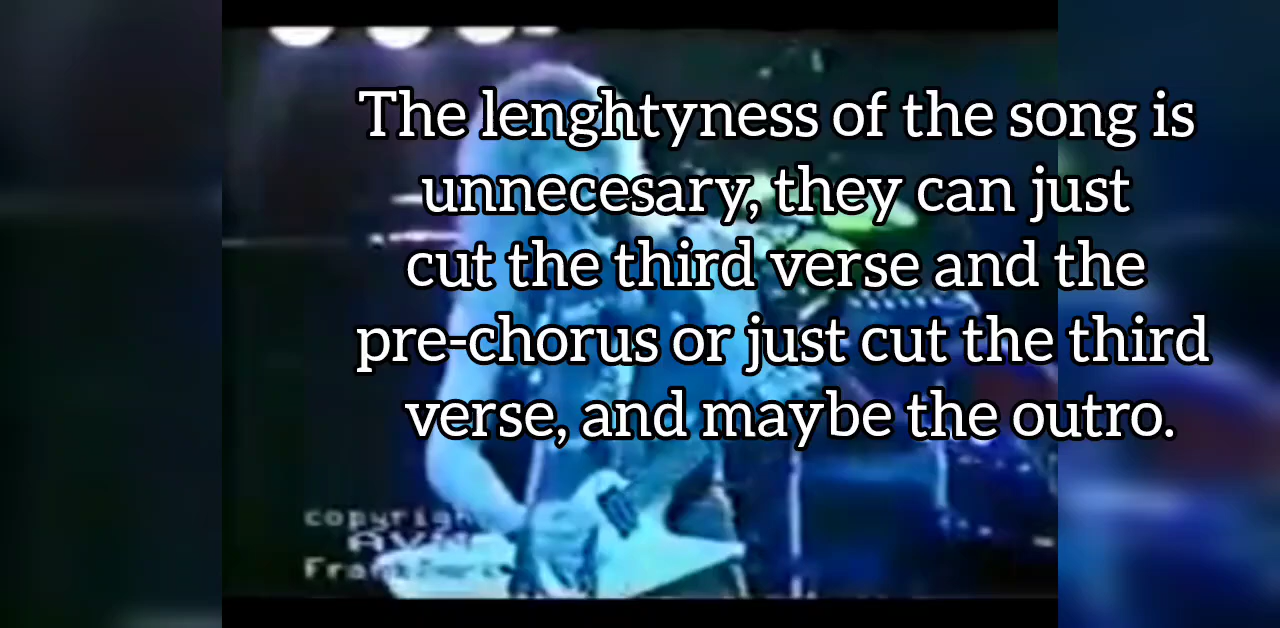 The lenghtyness of the song is
unnecesary, they can just
cut the third verse and the
pre-chorus or just cut the third
verse, and maybe the outro.